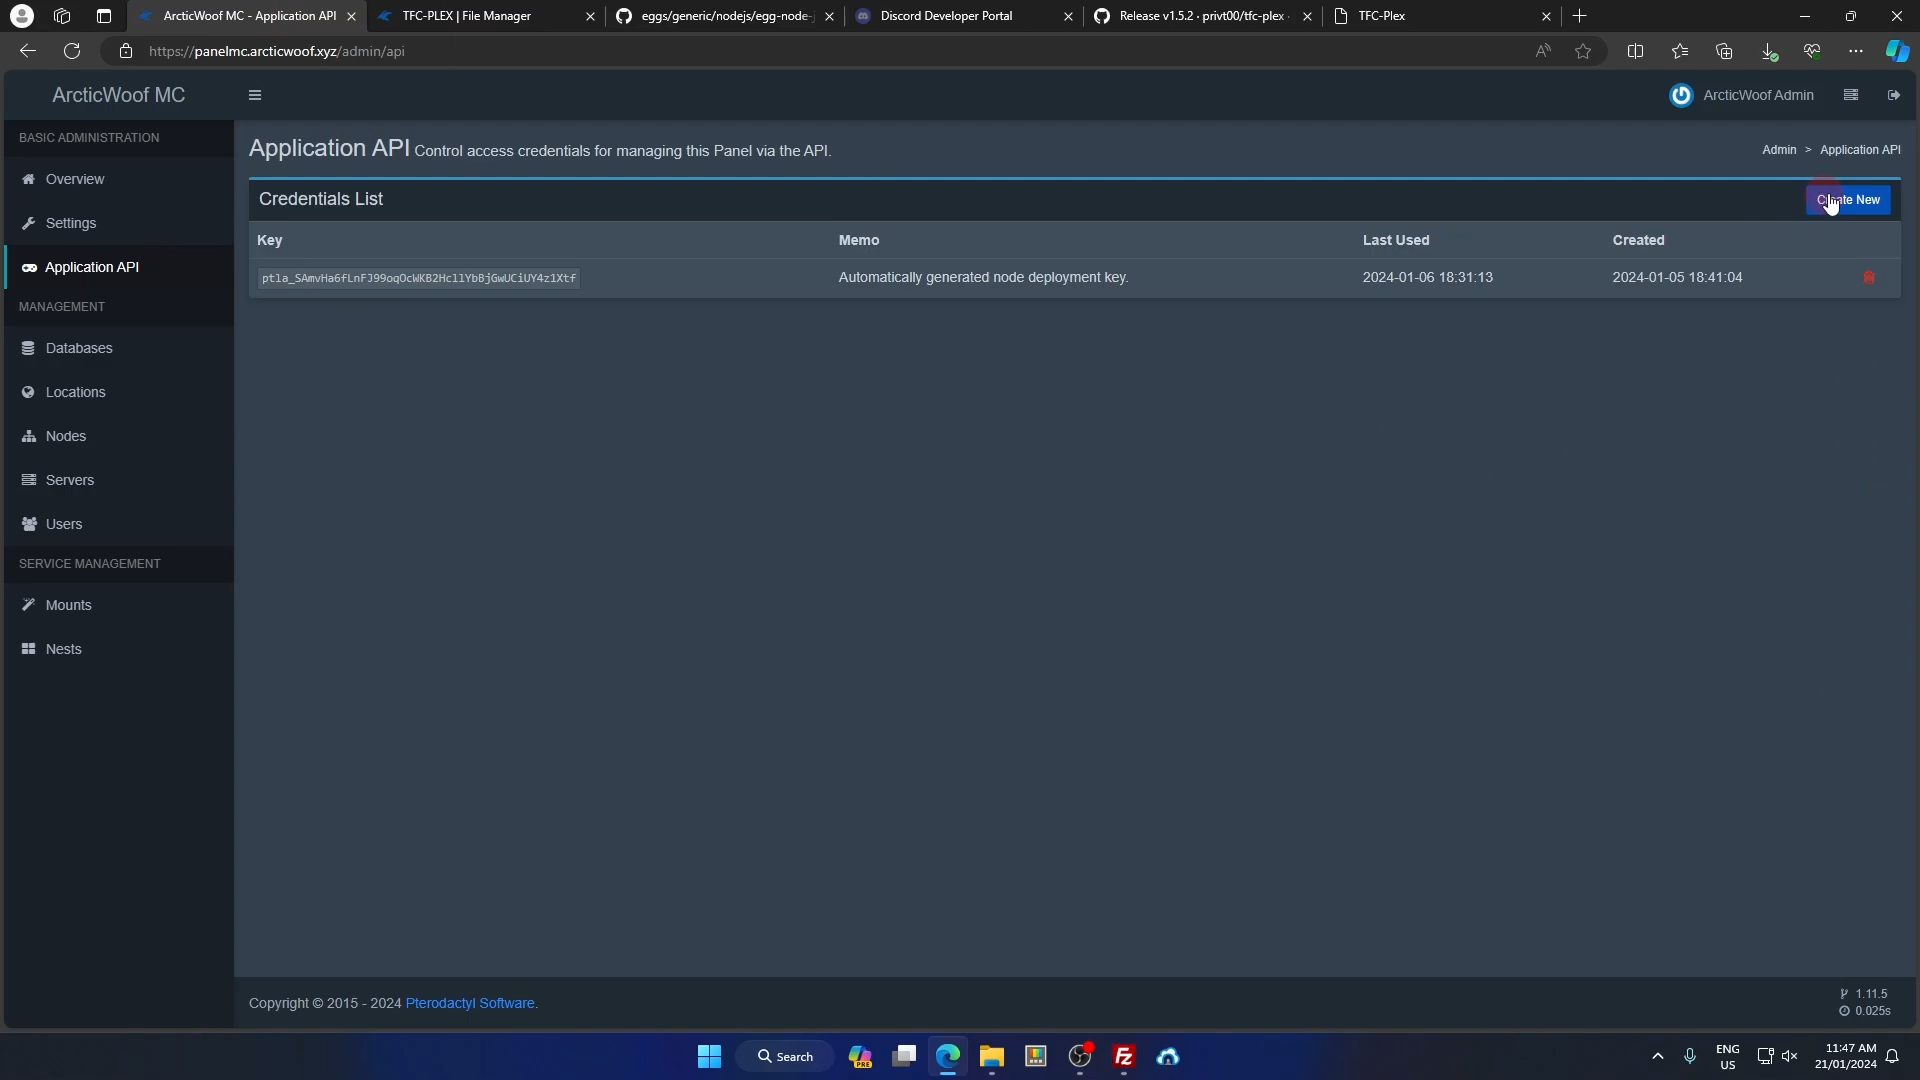 ArcticWoof MC - Application API
TFC-PLEX | File Manager
eggs/generic/nodejs/egg-node-
Discord Developer Portal
Release v1.5.2 · privt00/tfc-plex
TFC-Plex
https://panelmc.arcticwoof.xyz/admin/api
ArcticWoof MC
ArcticWoof Admin
BASIC ADMINISTRATION
Overview
Settings
Application API
MANAGEMENT
Databases
Locations
Nodes
Servers
Users
SERVICE MANAGEMENT
Mounts
Nests
Application API Control access credentials for managing this Panel via the API.
Admin > Application API
Credentials List
Create New
Key Memo Last Used Created
ptla_SAmvHa6fLnFJ99oqOcWKB2Hcl1YbBjGwUCiUY4z1Xtf Automatically generated node deployment key. 2024-01-06 18:31:13 2024-01-05 18:41:04
Copyright © 2015 - 2024 Pterodactyl Software.
1.11.5
0.025s
Search
PRE
ENG
US
11:47 AM
21/01/2024